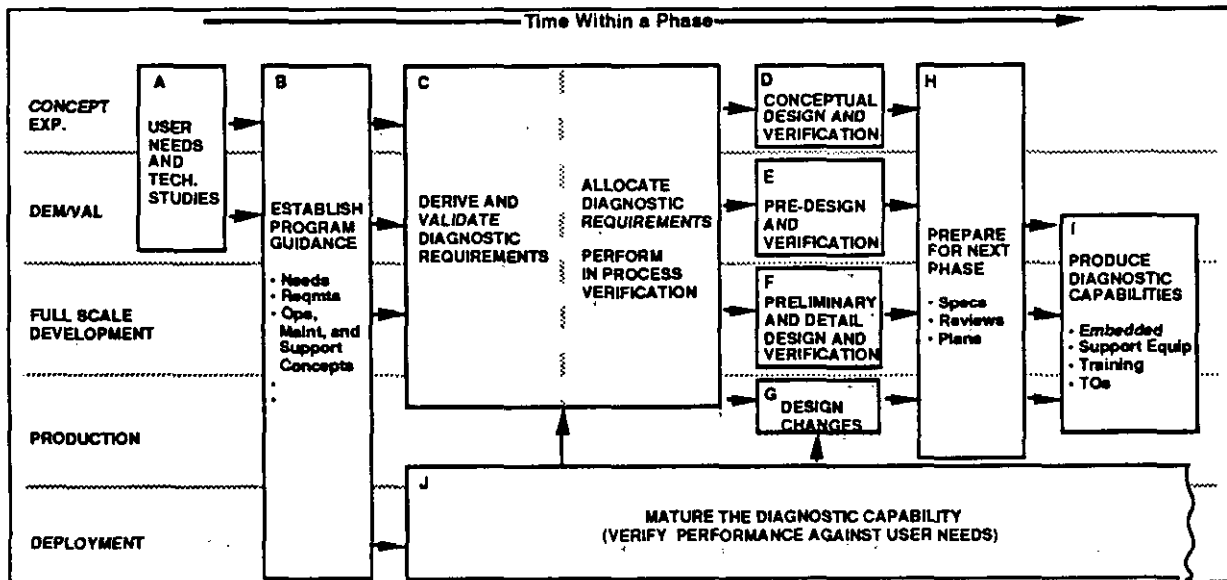 Time Within a Phase
CONCEPT
EXP.
DEM/VAL
FULL SCALE
DEVELOPMENT
PRODUCTION
DEPLOYMENT
A
USER
NEEDS
AND
TECH.
STUDIES
B
ESTABLISH
PROGRAM
GUIDANCE
• Needs
• Reqmts
• Ops,
Maint, and
Support
Concepts
•
•
C
DERIVE AND
VALIDATE
DIAGNOSTIC
REQUIREMENTS
ALLOCATE
DIAGNOSTIC
REQUIREMENTS
PERFORM
IN PROCESS
VERIFICATION
D
CONCEPTUAL
DESIGN AND
VERIFICATION
E
PRE-DESIGN
AND
VERIFICATION
F
PRELIMINARY
AND DETAIL
DESIGN AND
VERIFICATION
G
DESIGN
CHANGES
H
PREPARE
FOR NEXT
PHASE
• Specs
• Reviews
• Plans
I
PRODUCE
DIAGNOSTIC
CAPABILITIES
• Embedded
• Support Equip
• Training
• TOs
J
MATURE THE DIAGNOSTIC CAPABILITY
(VERIFY PERFORMANCE AGAINST USER NEEDS)